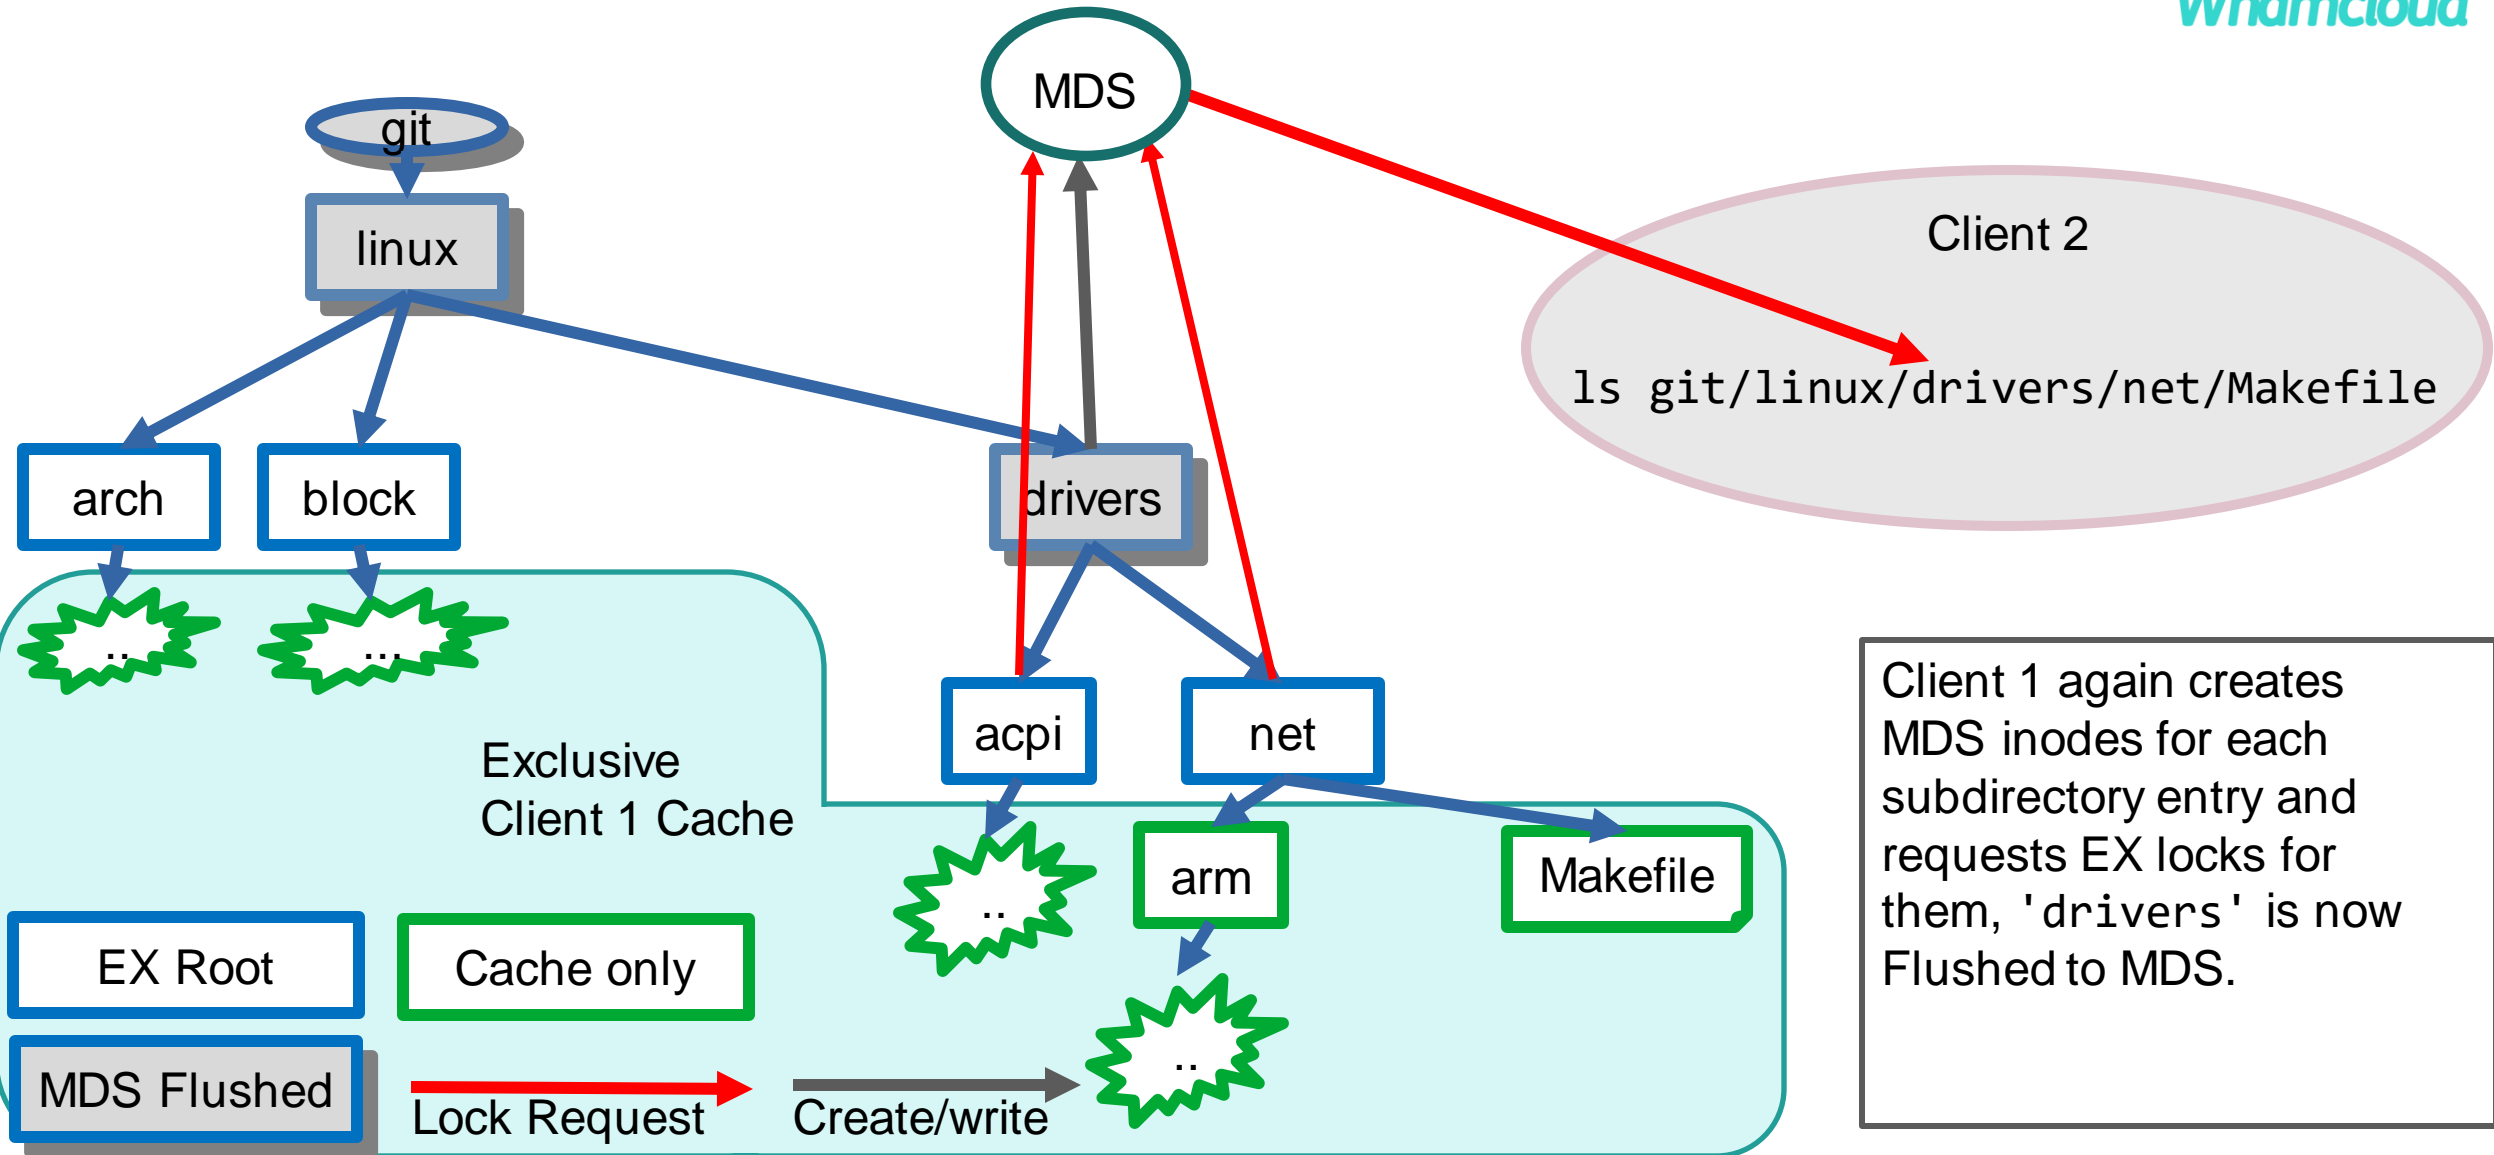 Whamcloud
MDS
git
linux
Client 2
ls git/linux/drivers/net/Makefile
arch
block
drivers
..
...
acpi
net
Exclusive
Client 1 Cache
Client 1 again creates
MDS inodes for each
subdirectory entry and
requests EX locks for
them, 'drivers' is now
Flushed to MDS.
..
arm
Makefile
EX Root
Cache only
..
MDS Flushed
Lock Request
Create/write